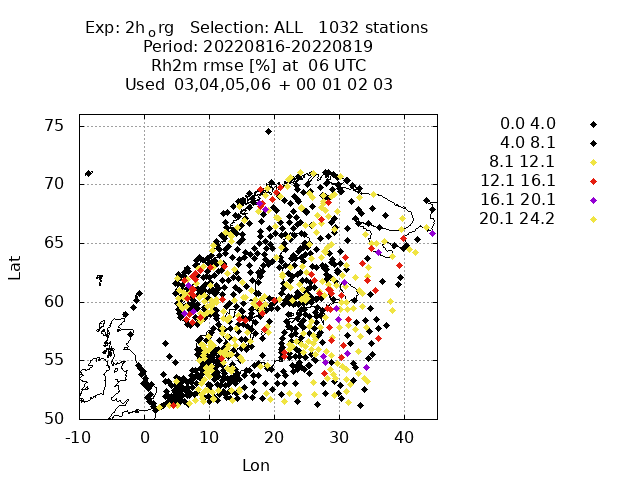 Exp: 2h_org   Selection: ALL   1032 stations
Period: 20220816-20220819
Rh2m rmse [%] at  06 UTC
Used  03,04,05,06  + 00 01 02 03
0.0 4.0
4.0 8.1
8.1 12.1
12.1 16.1
16.1 20.1
20.1 24.2
75
70
65
60
55
50
Lat
-10 0 10 20 30 40
Lon